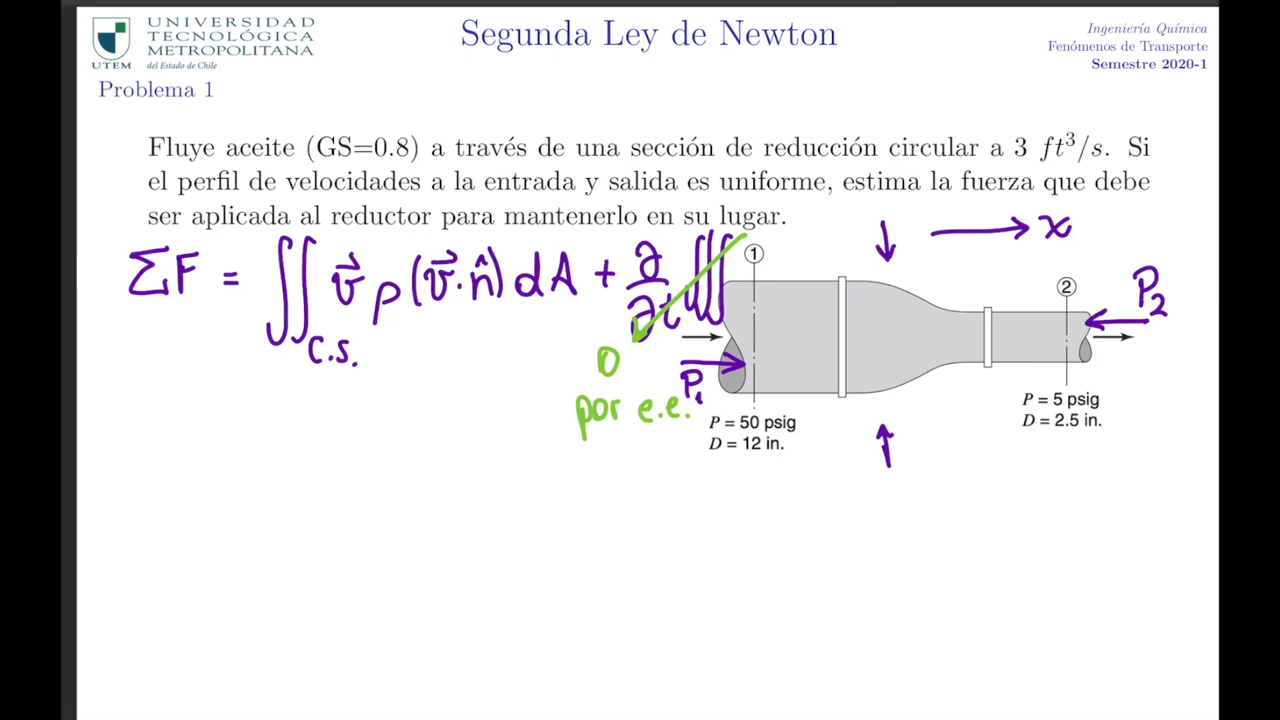 UNIVERSIDAD
TECNOLÓGICA
METROPOLITANA
del Estado de Chile
UTEM
Segunda Ley de Newton
Ingeniería Química
Fenómenos de Transporte
Semestre 2020-1
Problema 1
Fluye aceite (GS=0.8) a través de una sección de reducción circular a 3 ft³/s. Si
el perfil de velocidades a la entrada y salida es uniforme, estima la fuerza que debe
ser aplicada al reductor para mantenerlo en su lugar.
ΣF = ∬ v⃗ ρ (v⃗·n̂) dA + ∂/∂t ∭
C.S.
0
por e.e.
x
①
②
P₁
P₂
P = 50 psig
D = 12 in.
P = 5 psig
D = 2.5 in.